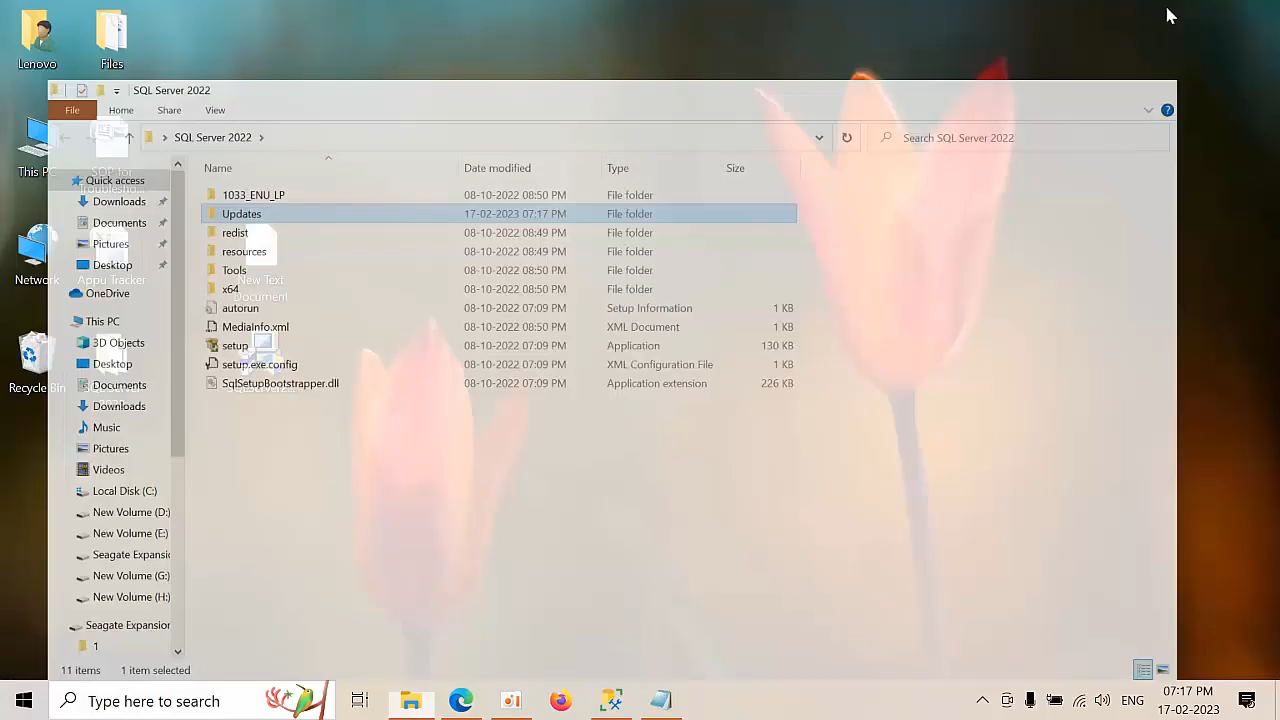 Lenovo
Files
SQL Server 2022
File
Home
Share
View
SQL Server 2022
Search SQL Server 2022
Name
Date modified
Type
Size
This PC
SOP for
Troublesho...
Quick access
Downloads
Documents
Pictures
Desktop
OneDrive
This PC
3D Objects
Desktop
Documents
Downloads
Music
Pictures
Videos
Local Disk (C:)
New Volume (D:)
New Volume (E:)
Seagate Expansio
New Volume (G:)
New Volume (H:)
Seagate Expansion
1
1033_ENU_LP 08-10-2022 08:50 PM File folder
Updates 17-02-2023 07:17 PM File folder
redist 08-10-2022 08:49 PM File folder
resources 08-10-2022 08:49 PM File folder
Tools 08-10-2022 08:50 PM File folder
x64 08-10-2022 08:50 PM File folder
autorun 08-10-2022 07:09 PM Setup Information 1 KB
MediaInfo.xml 08-10-2022 08:50 PM XML Document 1 KB
setup 08-10-2022 07:09 PM Application 130 KB
setup.exe.config 08-10-2022 07:09 PM XML Configuration File 1 KB
SqlSetupBootstrapper.dll 08-10-2022 07:09 PM Application extension 226 KB
Network
Appu Tracker
New Text
Document
Recycle Bin
11 items
1 item selected
Type here to search
ENG
07:17 PM
17-02-2023